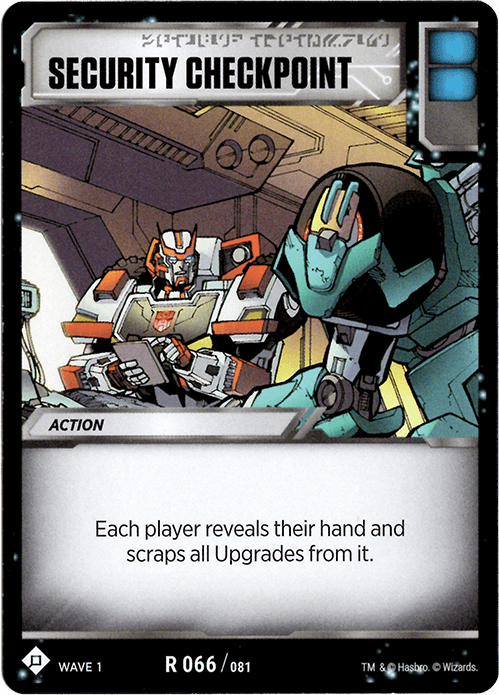 SECURITY CHECKPOINT
ACTION
Each player reveals their hand and
scraps all Upgrades from it.
WAVE 1 R 066 / 081 TM & © Hasbro. © Wizards.